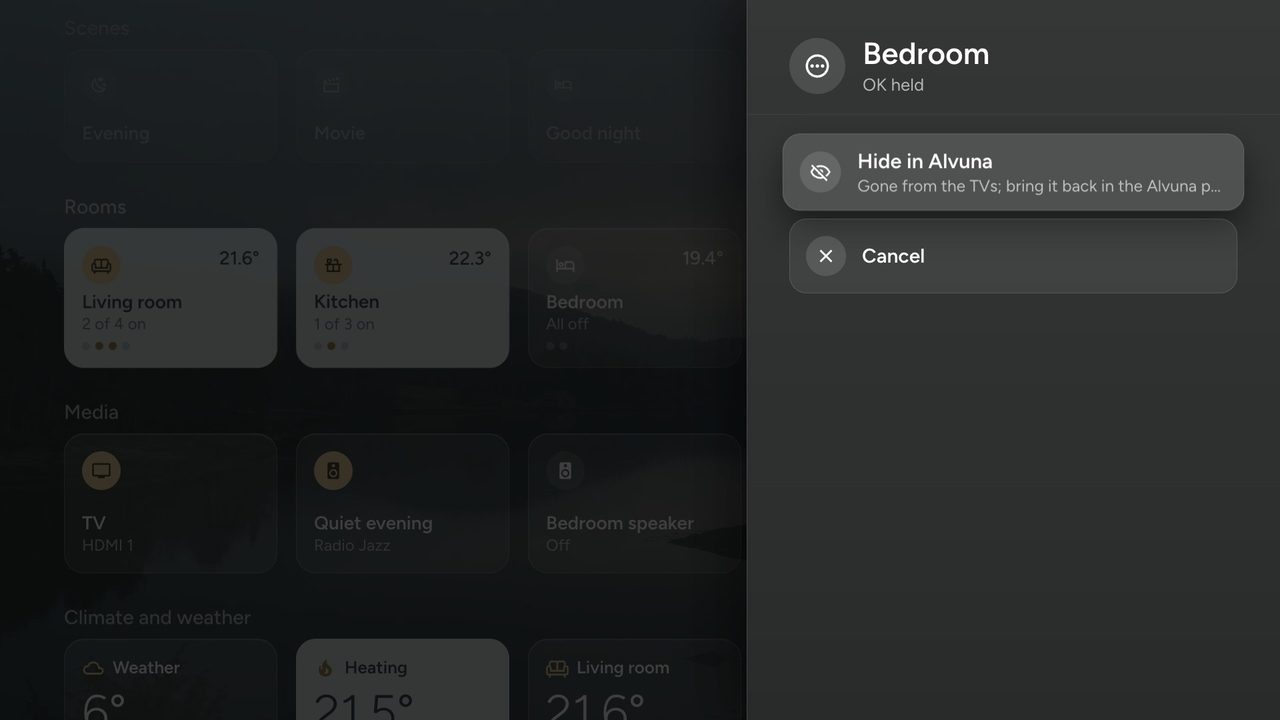 Scenes
Evening
Movie
Good night
Rooms
21.6°
Living room
2 of 4 on
22.3°
Kitchen
1 of 3 on
19.4°
Bedroom
All off
Media
TV
HDMI 1
Quiet evening
Radio Jazz
Bedroom speaker
Off
Climate and weather
Weather
6°
Heating
21.5°
Living room
21.6°
Bedroom
OK held
Hide in Alvuna
Gone from the TVs; bring it back in the Alvuna p...
Cancel